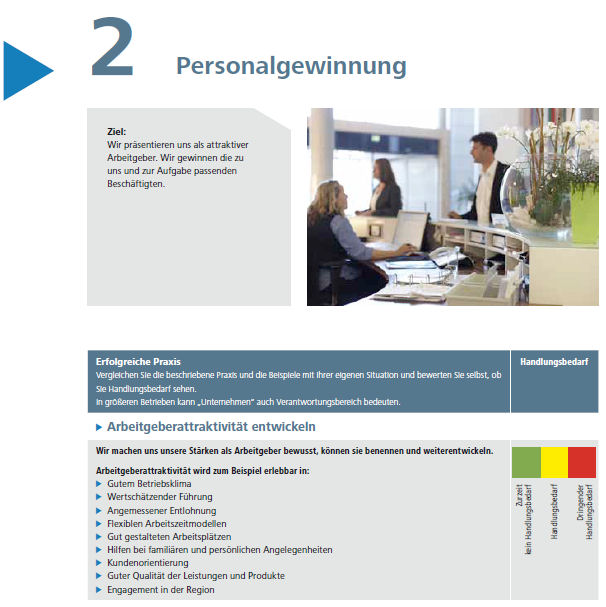 2
Personalgewinnung
Ziel:
Wir präsentieren uns als attraktiver
Arbeitgeber. Wir gewinnen die zu
uns und zur Aufgabe passenden
Beschäftigten.
Erfolgreiche Praxis
Vergleichen Sie die beschriebene Praxis und die Beispiele mit Ihrer eigenen Situation und bewerten Sie selbst, ob
Sie Handlungsbedarf sehen.
In größeren Betrieben kann „Unternehmen“ auch Verantwortungsbereich bedeuten.
Handlungsbedarf
Arbeitgeberattraktivität entwickeln
Wir machen uns unsere Stärken als Arbeitgeber bewusst, können sie benennen und weiterentwickeln.
Arbeitgeberattraktivität wird zum Beispiel erlebbar in:
Gutem Betriebsklima
Wertschätzender Führung
Angemessener Entlohnung
Flexiblen Arbeitszeitmodellen
Gut gestalteten Arbeitsplätzen
Hilfen bei familiären und persönlichen Angelegenheiten
Kundenorientierung
Guter Qualität der Leistungen und Produkte
Engagement in der Region
Zurzeit
kein Handlungsbedarf
Handlungsbedarf
Dringender
Handlungsbedarf